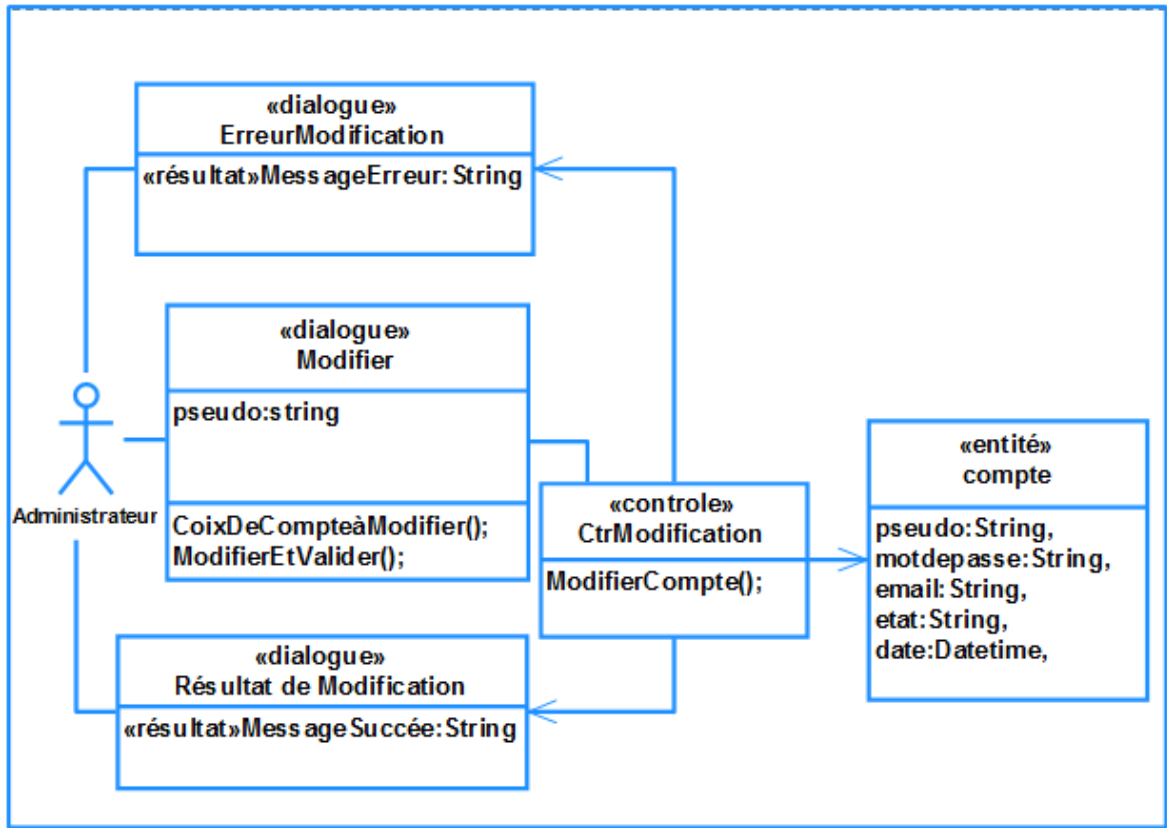 «dialogue»
ErreurModification
«résultat»MessageErreur: String
«dialogue»
Modifier
pseudo:string
CoixDeCompteàModifier();
ModifierEtValider();
Administrateur
«controle»
CtrModification
ModifierCompte();
«entité»
compte
pseudo:String,
motdepasse:String,
email:String,
etat:String,
date:Datetime,
«dialogue»
Résultat de Modification
«résultat»MessageSuccée:String